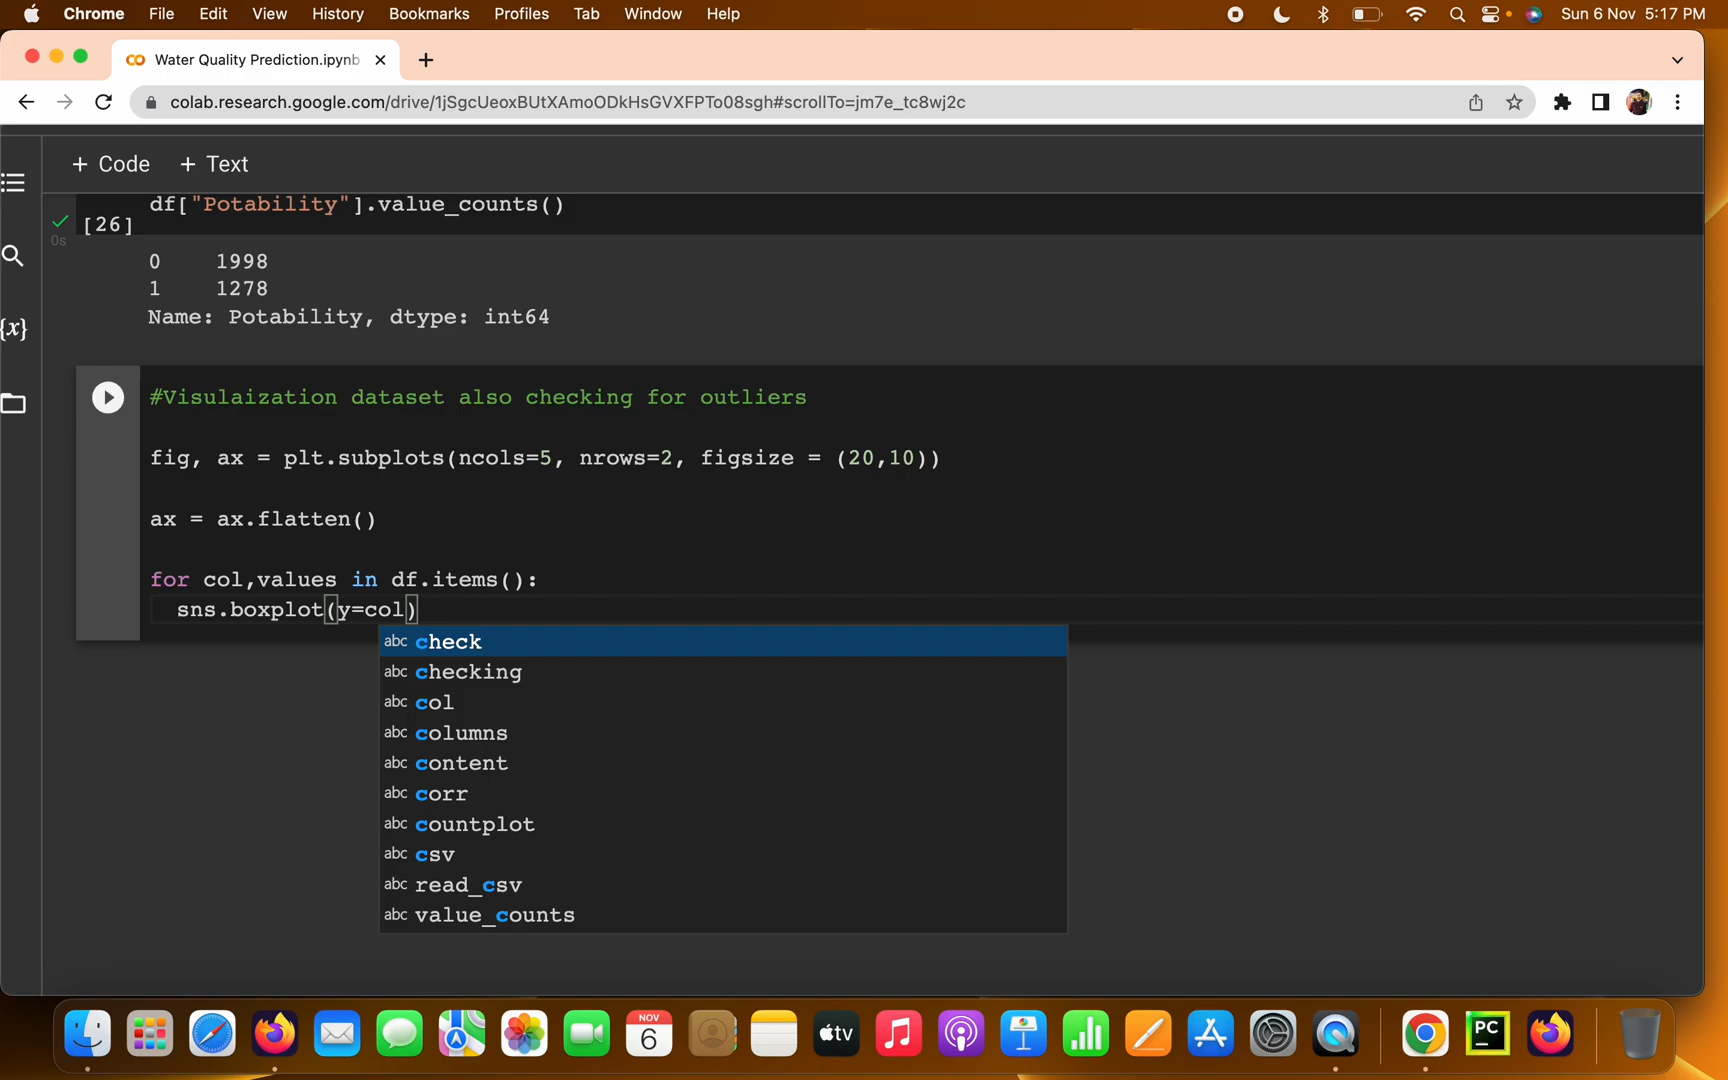 Chrome File Edit View History Bookmarks Profiles Tab Window Help Sun 6 Nov 5:17 PM
Water Quality Prediction.ipynb
colab.research.google.com/drive/1jSgcUeoxBUtXAmoODkHsGVXFPTo08sgh#scrollTo=jm7e_tc8wj2c
+ Code + Text
df["Potability"].value_counts()
[26]
0s
0 1998
1 1278
Name: Potability, dtype: int64
{x}
#Visulaization dataset also checking for outliers
fig, ax = plt.subplots(ncols=5, nrows=2, figsize = (20,10))
ax = ax.flatten()
for col,values in df.items():
sns.boxplot(y=col)
abc check
abc checking
abc col
abc columns
abc content
abc corr
abc countplot
abc csv
abc read_csv
abc value_counts
NOV
6
tv
PC